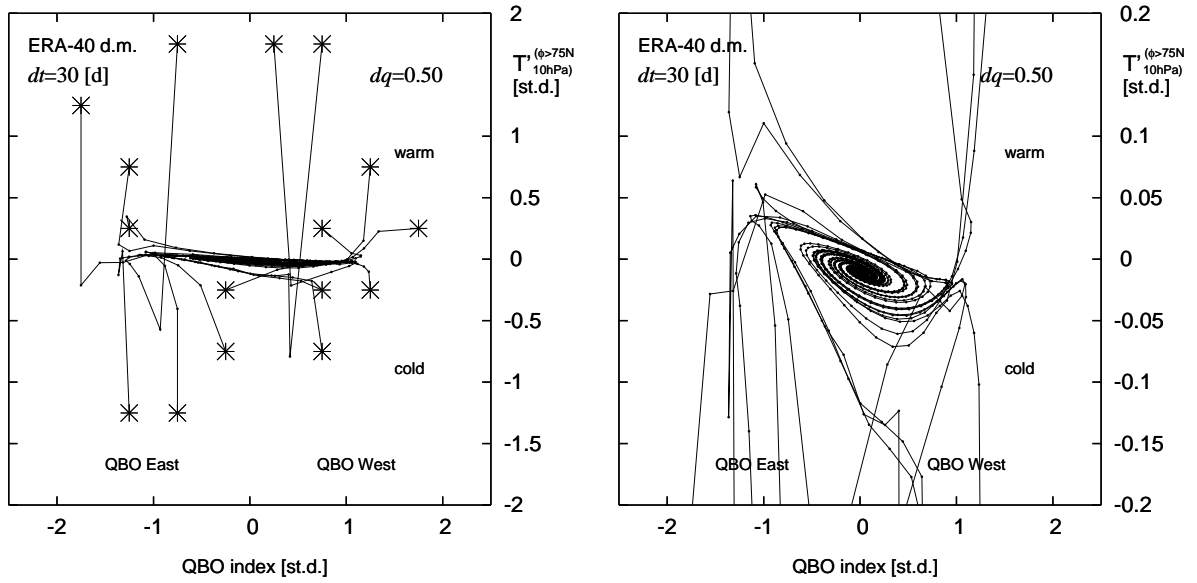 ERA-40 d.m.
dt=30 [d]
dq=0.50
warm
cold
QBO East
QBO West
2
1.5
1
0.5
0
-0.5
-1
-1.5
-2
T'(ϕ>75N
10hPa)
[st.d.]
-2
-1
0
1
2
QBO index [st.d.]
ERA-40 d.m.
dt=30 [d]
dq=0.50
warm
cold
QBO East
QBO West
0.2
0.1
0.05
0
-0.05
-0.1
-0.15
-0.2
T'(ϕ>75N
10hPa)
[st.d.]
-2
-1
0
1
2
QBO index [st.d.]